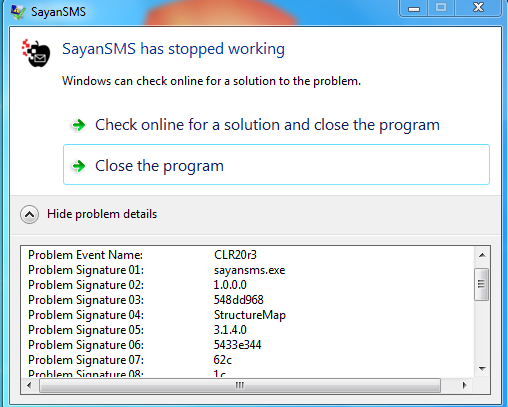 SayanSMS
SayanSMS has stopped working
Windows can check online for a solution to the problem.
Check online for a solution and close the program
Close the program
Hide problem details
Problem Event Name: CLR20r3
Problem Signature 01: sayansms.exe
Problem Signature 02: 1.0.0.0
Problem Signature 03: 548dd968
Problem Signature 04: StructureMap
Problem Signature 05: 3.1.4.0
Problem Signature 06: 5433e344
Problem Signature 07: 62c
Problem Signature 08: 1c